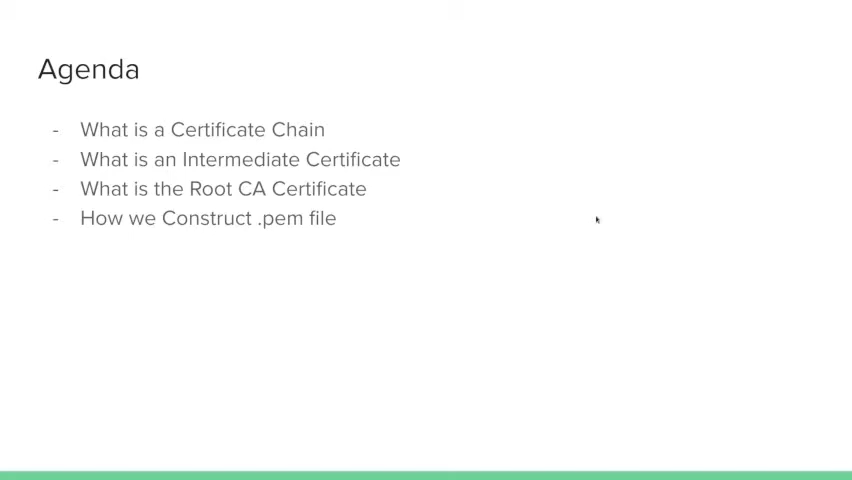 Agenda
- What is a Certificate Chain
- What is an Intermediate Certificate
- What is the Root CA Certificate
- How we Construct .pem file